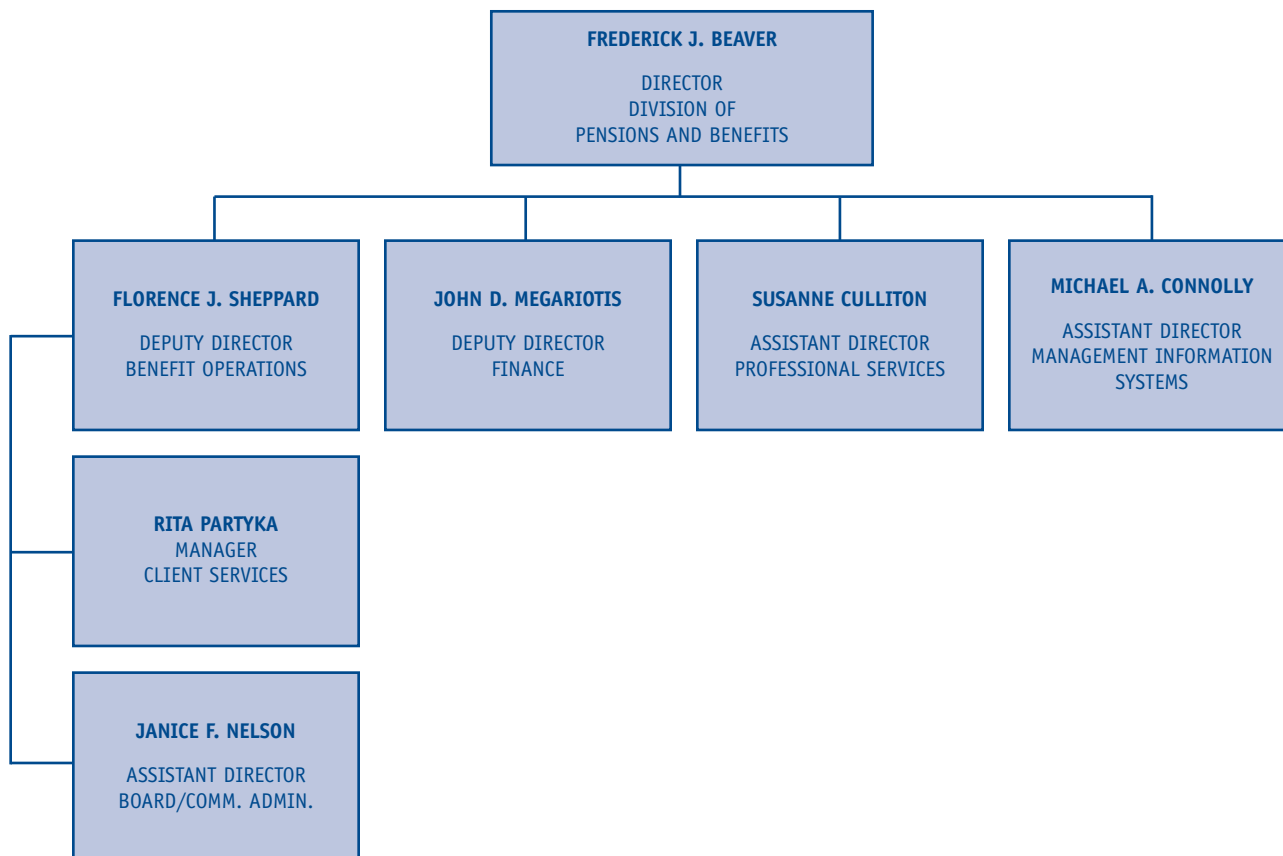 FREDERICK J. BEAVER
DIRECTOR
DIVISION OF
PENSIONS AND BENEFITS
FLORENCE J. SHEPPARD
DEPUTY DIRECTOR
BENEFIT OPERATIONS
JOHN D. MEGARIOTIS
DEPUTY DIRECTOR
FINANCE
SUSANNE CULLITON
ASSISTANT DIRECTOR
PROFESSIONAL SERVICES
MICHAEL A. CONNOLLY
ASSISTANT DIRECTOR
MANAGEMENT INFORMATION
SYSTEMS
RITA PARTYKA
MANAGER
CLIENT SERVICES
JANICE F. NELSON
ASSISTANT DIRECTOR
BOARD/COMM. ADMIN.